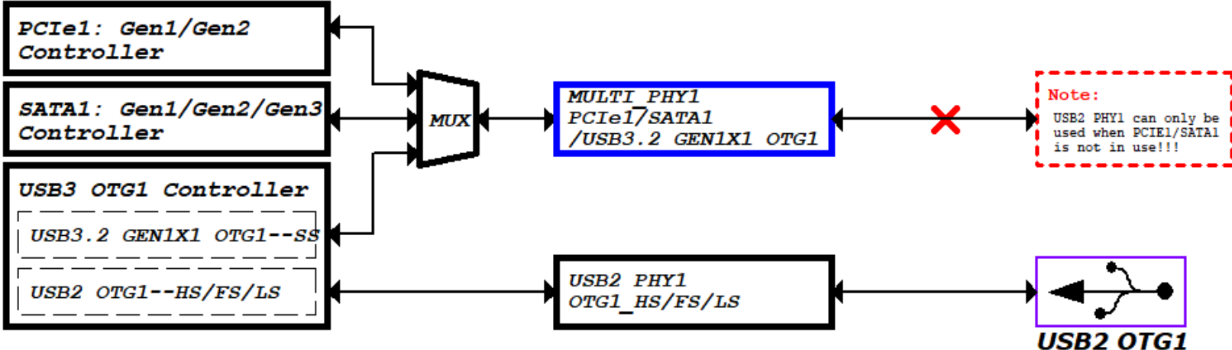 PCIe1: Gen1/Gen2
Controller
SATA1: Gen1/Gen2/Gen3
Controller
USB3 OTG1 Controller
USB3.2 GEN1X1 OTG1--SS
USB2 OTG1--HS/FS/LS
MUX
MULTI_PHY1
PCIe1/SATA1
/USB3.2 GEN1X1 OTG1
USB2 PHY1
OTG1_HS/FS/LS
Note:
USB2 PHY1 can only be
used when PCIE1/SATA1
is not in use!!!
USB2 OTG1